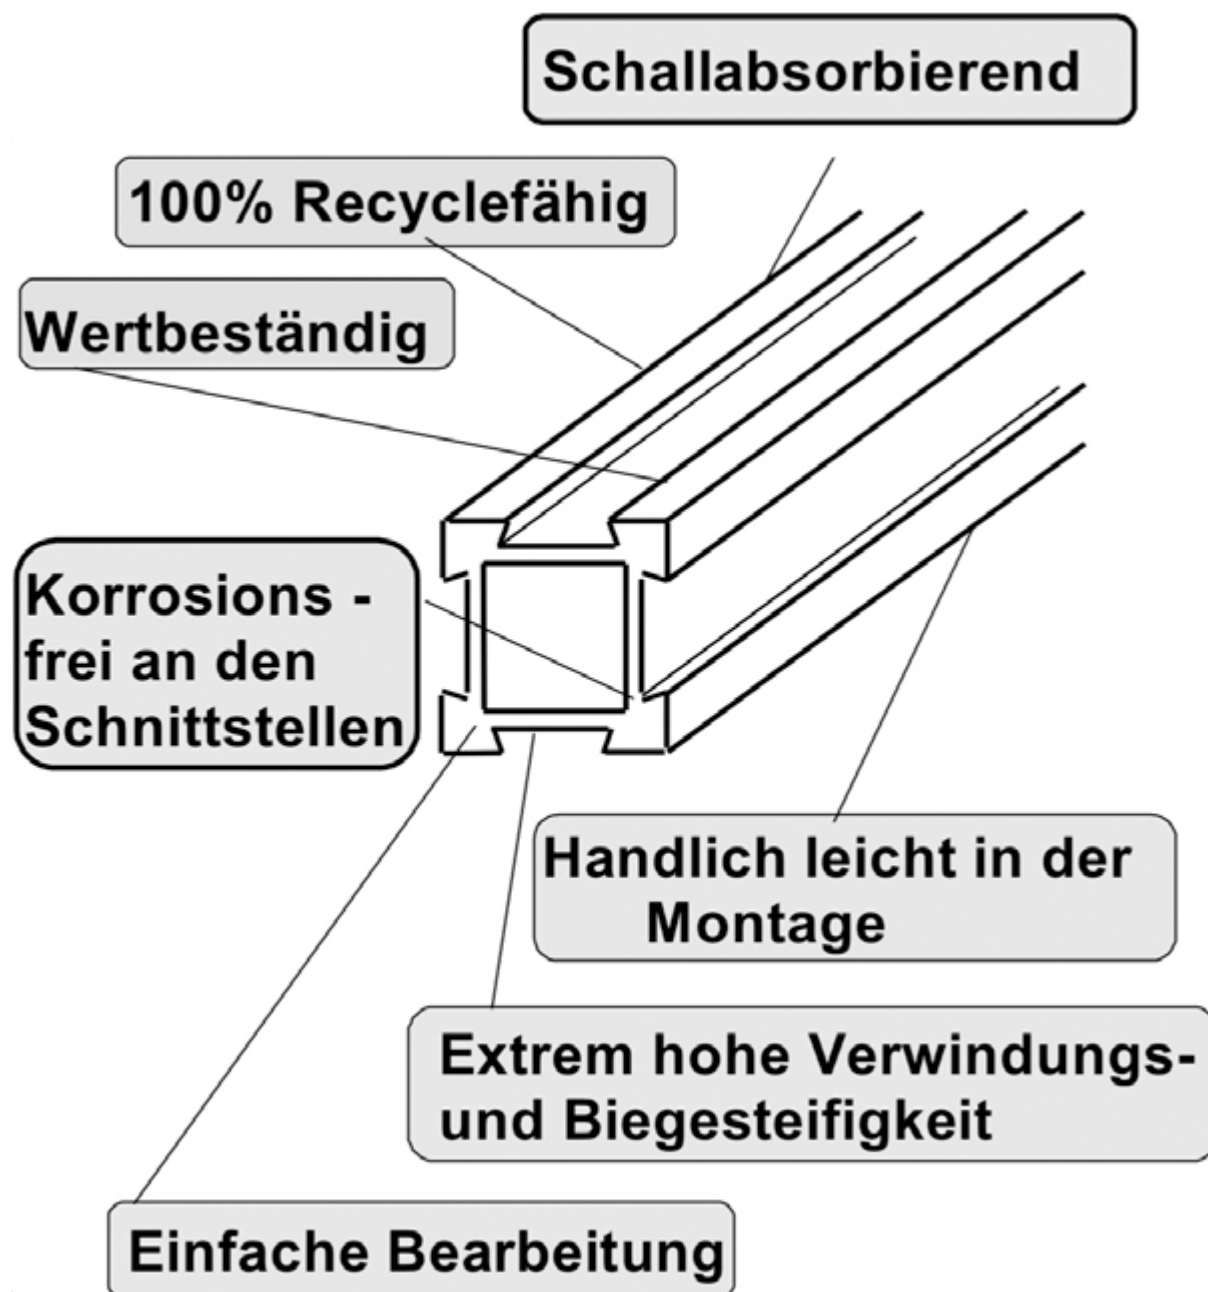 Schallabsorbierend
100% Recyclefähig
Wertbeständig
Korrosions -
frei an den
Schnittstellen
Handlich leicht in der
Montage
Extrem hohe Verwindungs-
und Biegesteifigkeit
Einfache Bearbeitung